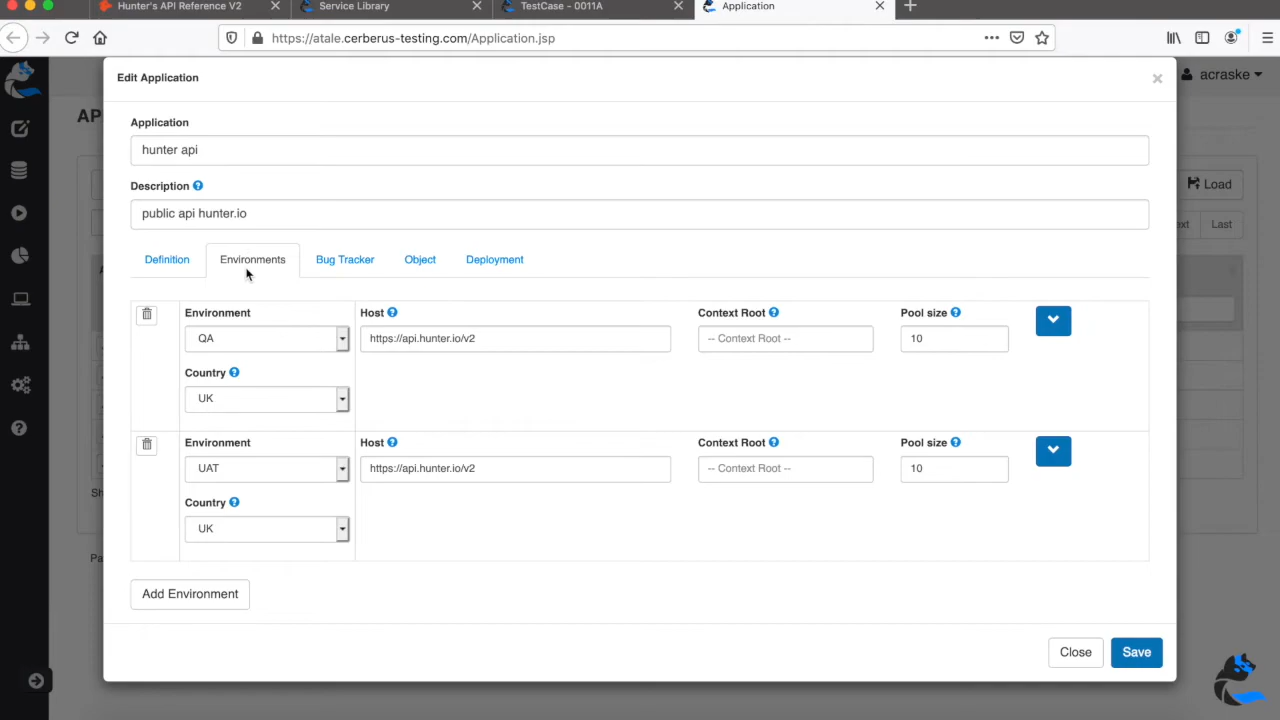 Hunter's API Reference V2
Service Library
TestCase - 0011A
Application
https://atale.cerberus-testing.com/Application.jsp
acraske
Edit Application
Application
hunter api
Description
public api hunter.io
Load
Last
Definition
Environments
Bug Tracker
Object
Deployment
Environment
Host
Context Root
Pool size
QA
https://api.hunter.io/v2
-- Context Root --
10
Country
UK
Environment
Host
Context Root
Pool size
UAT
https://api.hunter.io/v2
-- Context Root --
10
Country
UK
Add Environment
Close
Save